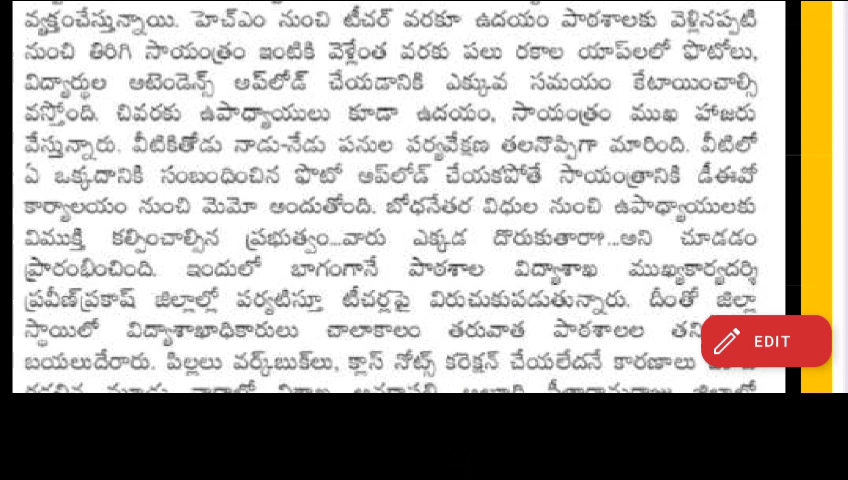 వ్యక్తంచేస్తున్నాయి. హెచ్ఎం నుంచి టీచర్ వరకూ ఉదయం పాఠశాలకు వెళ్లినప్పటి
నుంచి తిరిగి సాయంత్రం ఇంటికి వెళ్లేంత వరకు పలు రకాల యాప్‌లలో ఫొటోలు,
విద్యార్థుల ఆటెండెన్స్ అప్‌లోడ్ చేయడానికి ఎక్కువ సమయం కేటాయించాల్సి
వస్తోంది. చివరకు ఉపాధ్యాయులు కూడా ఉదయం, సాయంత్రం ముఖ హాజరు
వేస్తున్నారు. వీటికితోడు నాడు-నేడు పనుల పర్యవేక్షణ తలనొప్పిగా మారింది. వీటిలో
ఏ ఒక్కదానికి సంబంధించిన ఫొటో అప్‌లోడ్ చేయకపోతే సాయంత్రానికి డీఈవో
కార్యాలయం నుంచి మెమో అందుతోంది. బోధనేతర విధుల నుంచి ఉపాధ్యాయులకు
విముక్తి కల్పించాల్సిన ప్రభుత్వం...వారు ఎక్కడ దొరుకుతారా?...అని చూడడం
ప్రారంభించింది. ఇందులో భాగంగానే పాఠశాల విద్యాశాఖ ముఖ్యకార్యదర్శి
ప్రవీణ్‌ప్రకాష్ జిల్లాల్లో పర్యటిస్తూ టీచర్లపై విరుచుకుపడుతున్నారు. దీంతో జిల్లా
స్థాయిలో విద్యాశాఖాధికారులు చాలాకాలం తరువాత పాఠశాలల
EDIT
బయలుదేరారు. పిల్లలు వర్క్‌బుక్‌లు, క్లాస్ నోట్స్ కరెక్షన్ చేయలేదనే కారణాలు